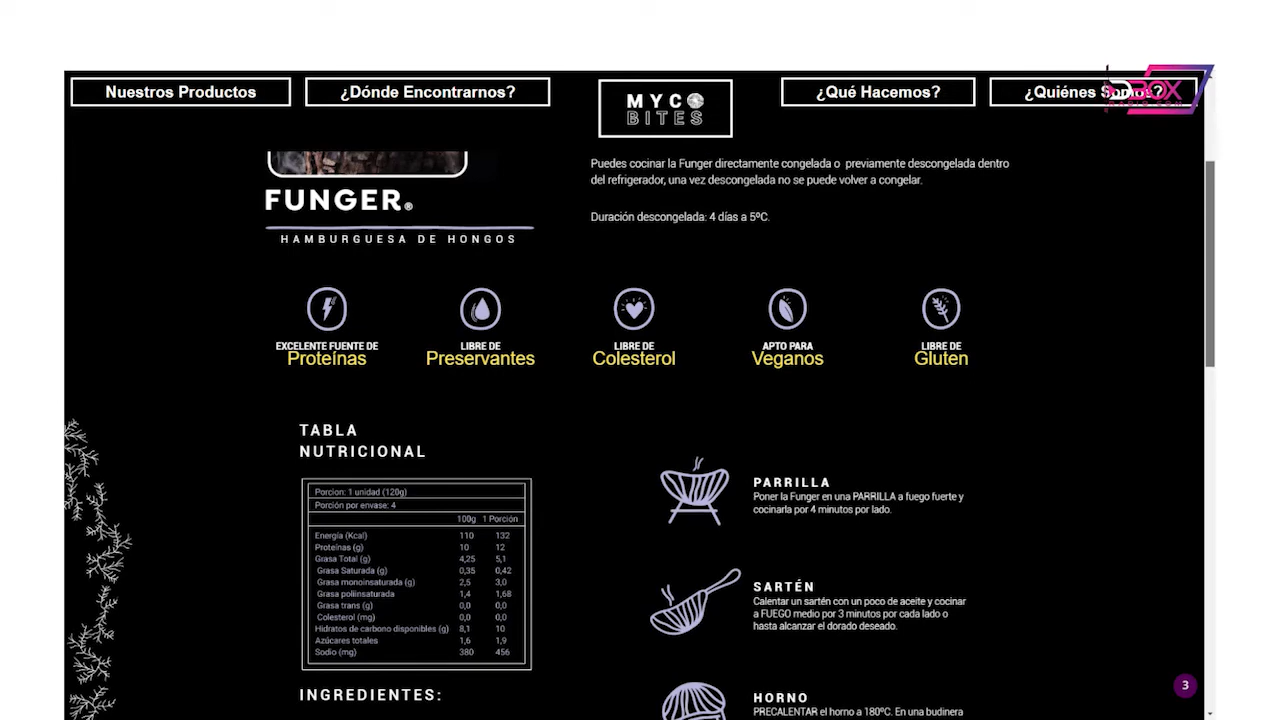 Nuestros Productos
¿Dónde Encontrarnos?
MYCO
BITES
¿Qué Hacemos?
¿Quiénes Somos?
DBOX
Puedes cocinar la Funger directamente congelada o previamente descongelada dentro
del refrigerador, una vez descongelada no se puede volver a congelar.
Duración descongelada: 4 días a 5ºC.
FUNGER®
HAMBURGUESA DE HONGOS
EXCELENTE FUENTE DE
Proteínas
LIBRE DE
Preservantes
LIBRE DE
Colesterol
APTO PARA
Veganos
LIBRE DE
Gluten
TABLA
NUTRICIONAL
Porcion: 1 unidad (120g)
Porción por envase: 4
100g 1 Porción
Energía (Kcal) 110 132
Proteínas (g) 10 12
Grasa Total (g) 4,25 5,1
Grasa Saturada (g) 0,35 0,42
Grasa monoinsaturada (g) 2,5 3,0
Grasa poliinsaturada 1,4 1,68
Grasa trans (g) 0,0 0,0
Colesterol (mg) 0,0 0,0
Hidratos de carbono disponibles (g) 8,1 10
Azúcares totales 1,6 1,9
Sodio (mg) 380 456
INGREDIENTES:
PARRILLA
Poner la Funger en una PARRILLA a fuego fuerte y
cocinarla por 4 minutos por lado.
SARTÉN
Calentar un sartén con un poco de aceite y cocinar
a FUEGO medio por 3 minutos por cada lado o
hasta alcanzar el dorado deseado.
HORNO
PRECALENTAR el horno a 180ºC. En una budinera
3